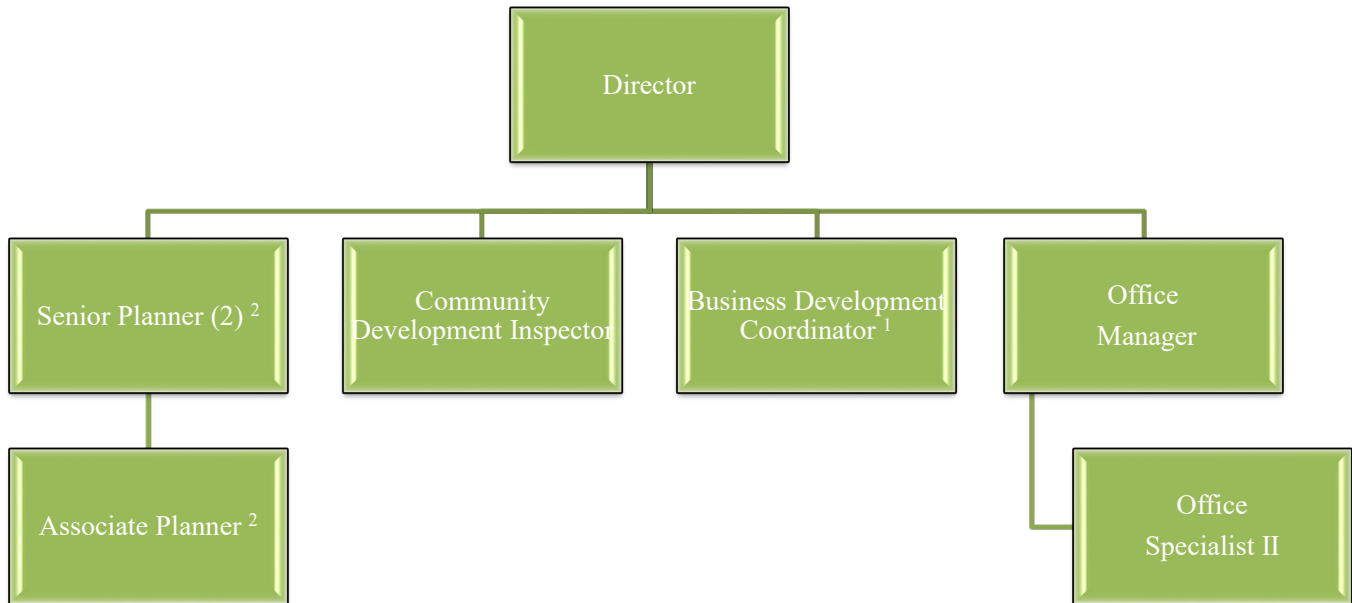 Director
Senior Planner (2) ²
Community
Development Inspector
Business Development
Coordinator ¹
Office
Manager
Associate Planner ²
Office
Specialist II